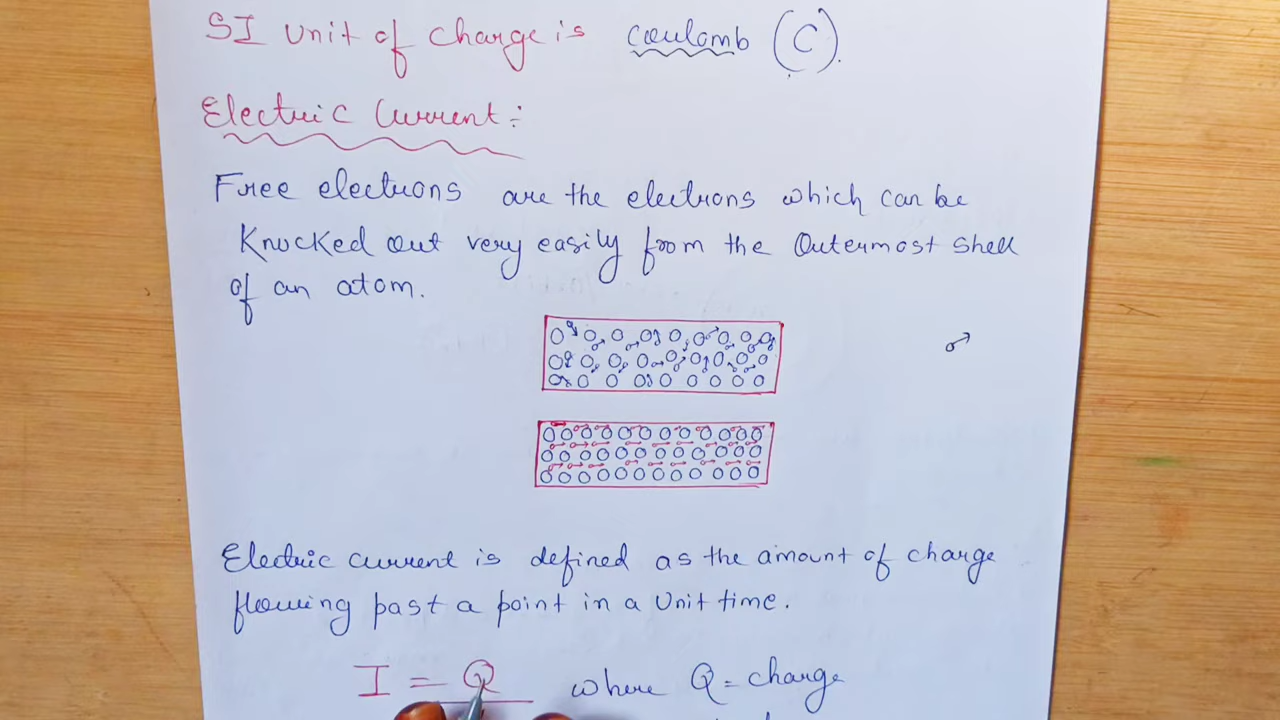 SI Unit of charge is coulomb (C).
Electric Current:
Free electrons are the electrons which can be
Knocked out very easily from the Outermost shell
of an atom.
Electric current is defined as the amount of charge
flowing past a point in a Unit time.
I = Q where Q = charge